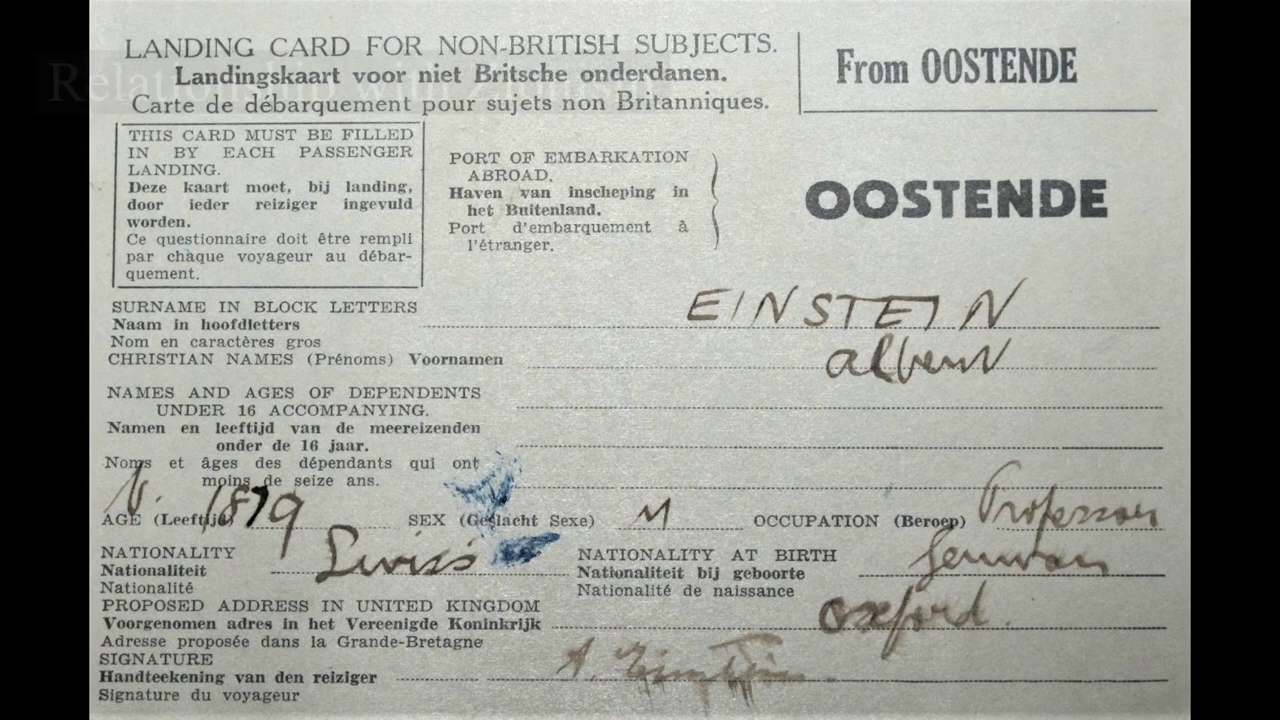 LANDING CARD FOR NON-BRITISH SUBJECTS.
Landingskaart voor niet Britsche onderdanen.
Carte de débarquement pour sujets non Britanniques.
From OOSTENDE
THIS CARD MUST BE FILLED
IN BY EACH PASSENGER
LANDING.
Deze kaart moet, bij landing,
door ieder reiziger ingevuld
worden.
Ce questionnaire doit être rempli
par chaque voyageur au débar-
quement.
PORT OF EMBARKATION
ABROAD.
Haven van inscheping in
het Buitenland.
Port d'embarquement à
l'étranger.
OOSTENDE
SURNAME IN BLOCK LETTERS
Naam in hoofdletters
Nom en caractères gros
EINSTEIN
CHRISTIAN NAMES (Prénoms) Voornamen
Albert
NAMES AND AGES OF DEPENDENTS
UNDER 16 ACCOMPANYING.
Namen en leeftijd van de meereizenden
onder de 16 jaar.
Noms et âges des dépendants qui ont
moins de seize ans.
AGE (Leeftijd) 1879 SEX (Geslacht Sexe) M OCCUPATION (Beroep) Professor
NATIONALITY
Nationaliteit
Nationalité
Swiss
NATIONALITY AT BIRTH
Nationaliteit bij geboorte
Nationalité de naissance
German
PROPOSED ADDRESS IN UNITED KINGDOM
Voorgenomen adres in het Vereenigde Koninkrijk
Adresse proposée dans la Grande-Bretagne
Oxford.
SIGNATURE
Handteekening van den reiziger
Signature du voyageur
A. Einstein.